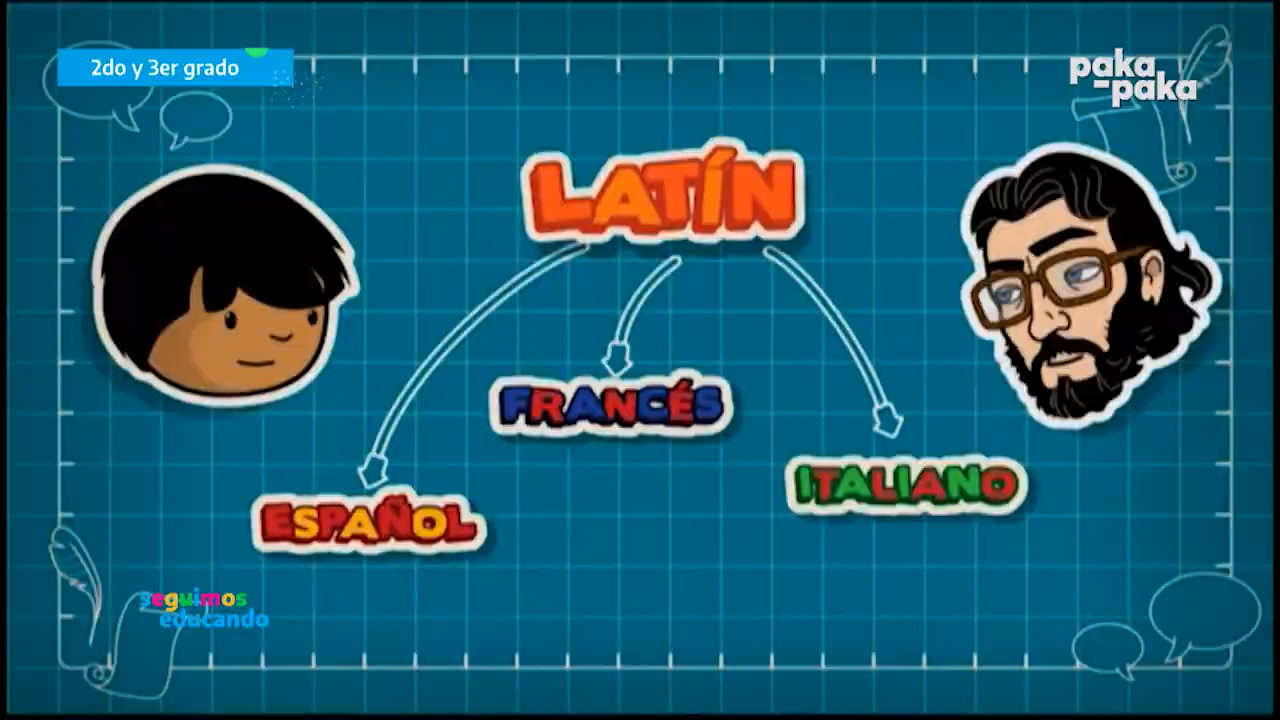 2do y 3er grado
paka
-paka
LATÍN
FRANCÉS
ITALIANO
ESPAÑOL
seguimos
educando